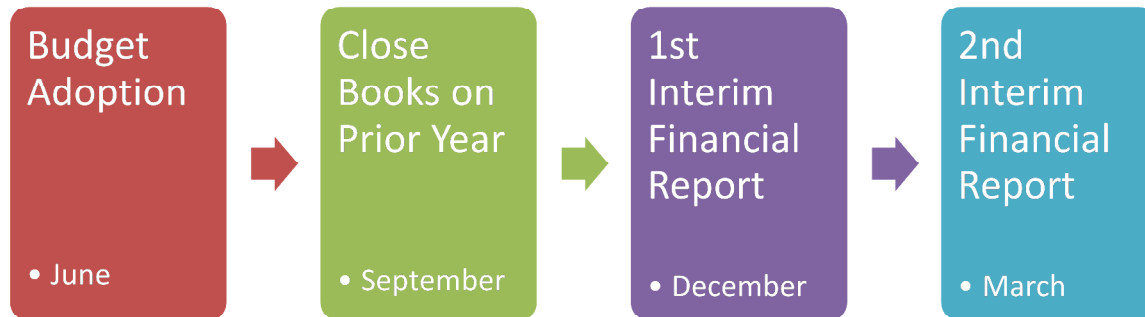 Budget
Adoption
• June
Close
Books on
Prior Year
• September
1st
Interim
Financial
Report
• December
2nd
Interim
Financial
Report
• March